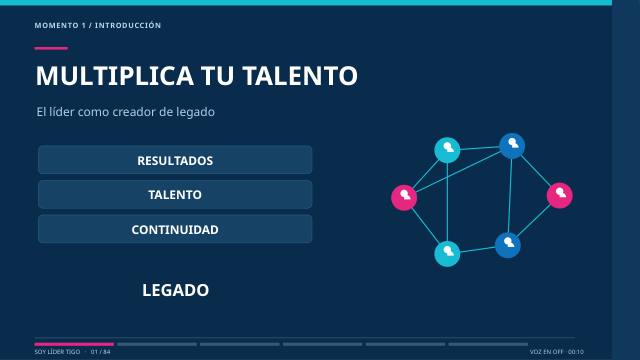 MOMENTO 1 / INTRODUCCIÓN
MULTIPLICA TU TALENTO
El líder como creador de legado
RESULTADOS
TALENTO
CONTINUIDAD
LEGADO
SOY LÍDER TIGO · 01 / 84
VOZ EN OFF · 00:10